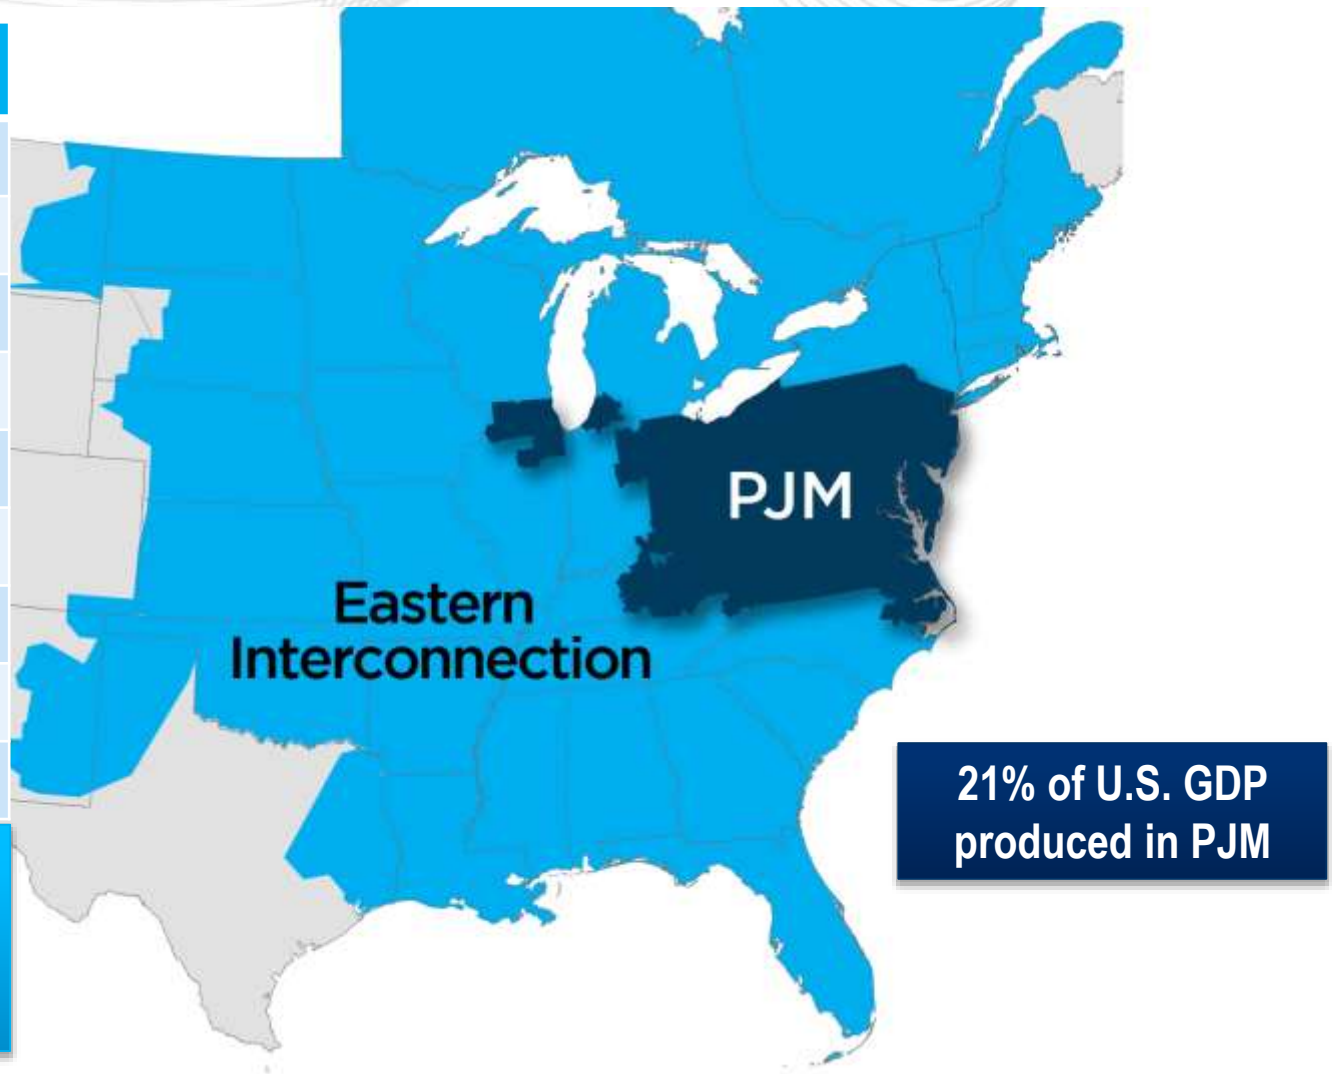 PJM
Eastern
Interconnection
21% of U.S. GDP
produced in PJM